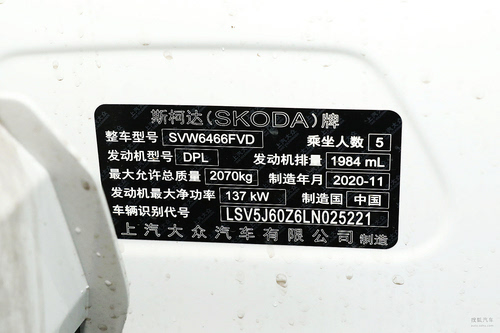 斯柯达(SKODA)牌
整车型号 SVW6466FVD 乘坐人数 5
发动机型号 DPL 发动机排量 1984 mL
最大允许总质量 2070kg 制造年月 2020-11
发动机最大净功率 137 kW 制造国 中国
车辆识别代号 LSV5J60Z6LN025221
上汽大众汽车有限公司 制造
搜狐汽车